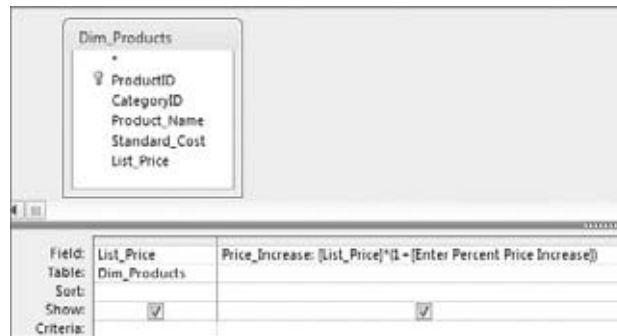 Dim_Products
*
ProductID
CategoryID
Product_Name
Standard_Cost
List_Price
Field: List_Price Price_Increase: [List_Price]*(1+[Enter Percent Price Increase])
Table: Dim_Products
Sort:
Show:
Criteria: